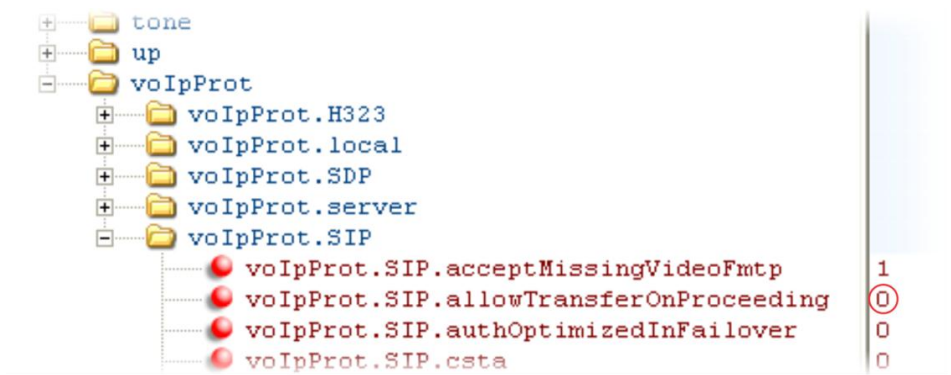 tone
up
voIpProt
voIpProt.H323
voIpProt.local
voIpProt.SDP
voIpProt.server
voIpProt.SIP
voIpProt.SIP.acceptMissingVideoFmtp 1
voIpProt.SIP.allowTransferOnProceeding 0
voIpProt.SIP.authOptimizedInFailover 0
voIpProt.SIP.csta 0